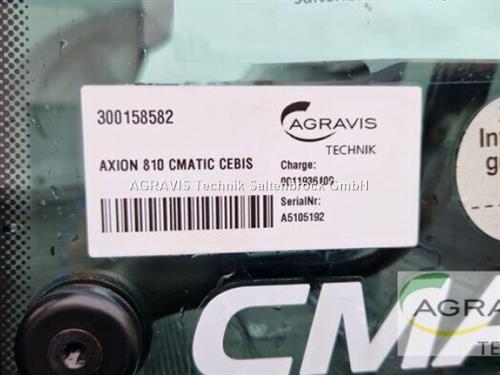 300158582
AGRAVIS
TECHNIK
AXION 810 CMATIC CEBIS
Charge:
AGRAVIS Technik Saltenbrock GmbH
SerialNr:
A5105192
CMA
AGRA